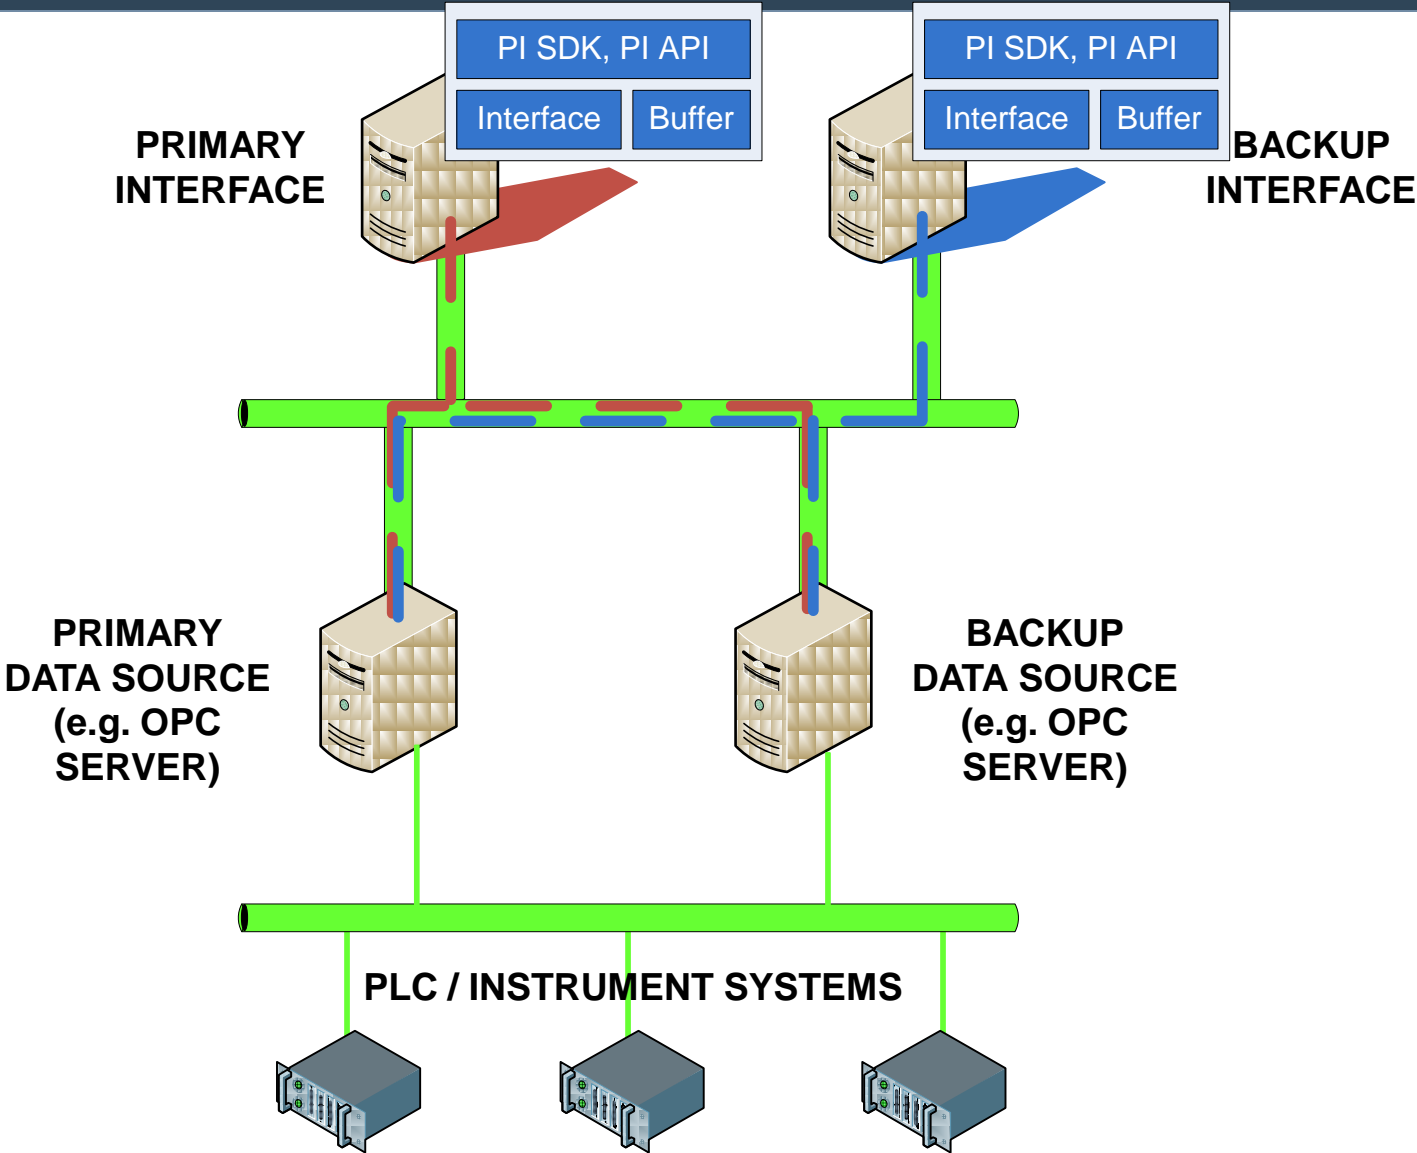 PI SDK, PI API
Interface
Buffer
PI SDK, PI API
Interface
Buffer
PRIMARY
INTERFACE
BACKUP
INTERFACE
PRIMARY
DATA SOURCE
(e.g. OPC
SERVER)
BACKUP
DATA SOURCE
(e.g. OPC
SERVER)
PLC / INSTRUMENT SYSTEMS